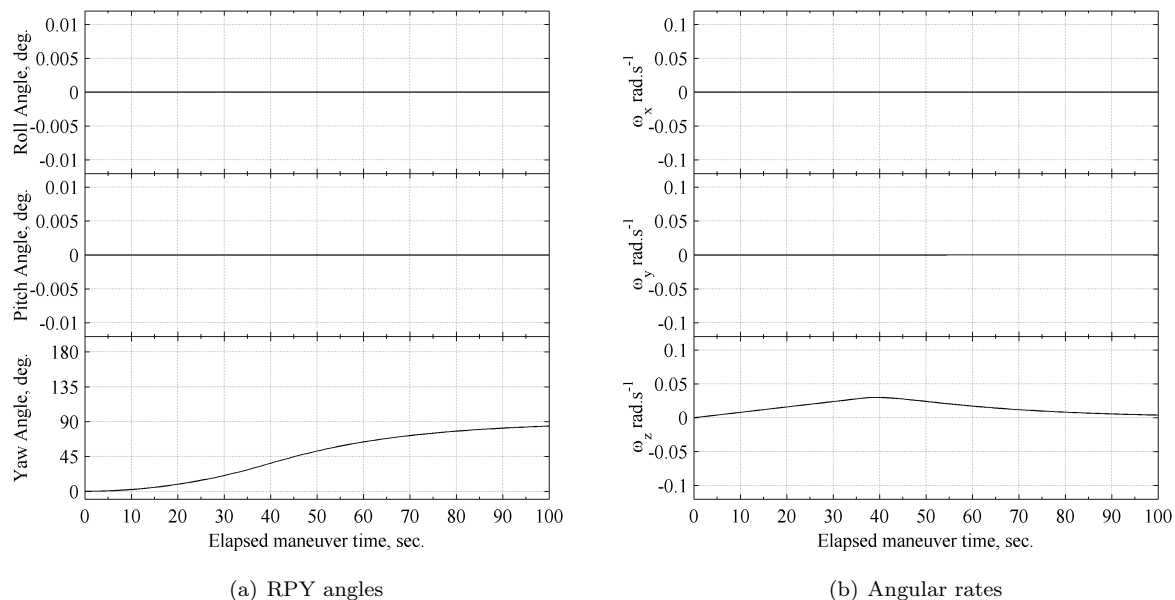 Roll Angle, deg.
0.01
0.005
0
-0.005
-0.01
Pitch Angle, deg.
0.01
0.005
0
-0.005
-0.01
Yaw Angle, deg.
180
135
90
45
0
0 10 20 30 40 50 60 70 80 90 100
Elapsed maneuver time, sec.
(a) RPY angles
ω_x rad.s^-1
0.1
0.05
0
-0.05
-0.1
ω_y rad.s^-1
0.1
0.05
0
-0.05
-0.1
ω_z rad.s^-1
0.1
0.05
0
-0.05
-0.1
0 10 20 30 40 50 60 70 80 90 100
Elapsed maneuver time, sec.
(b) Angular rates